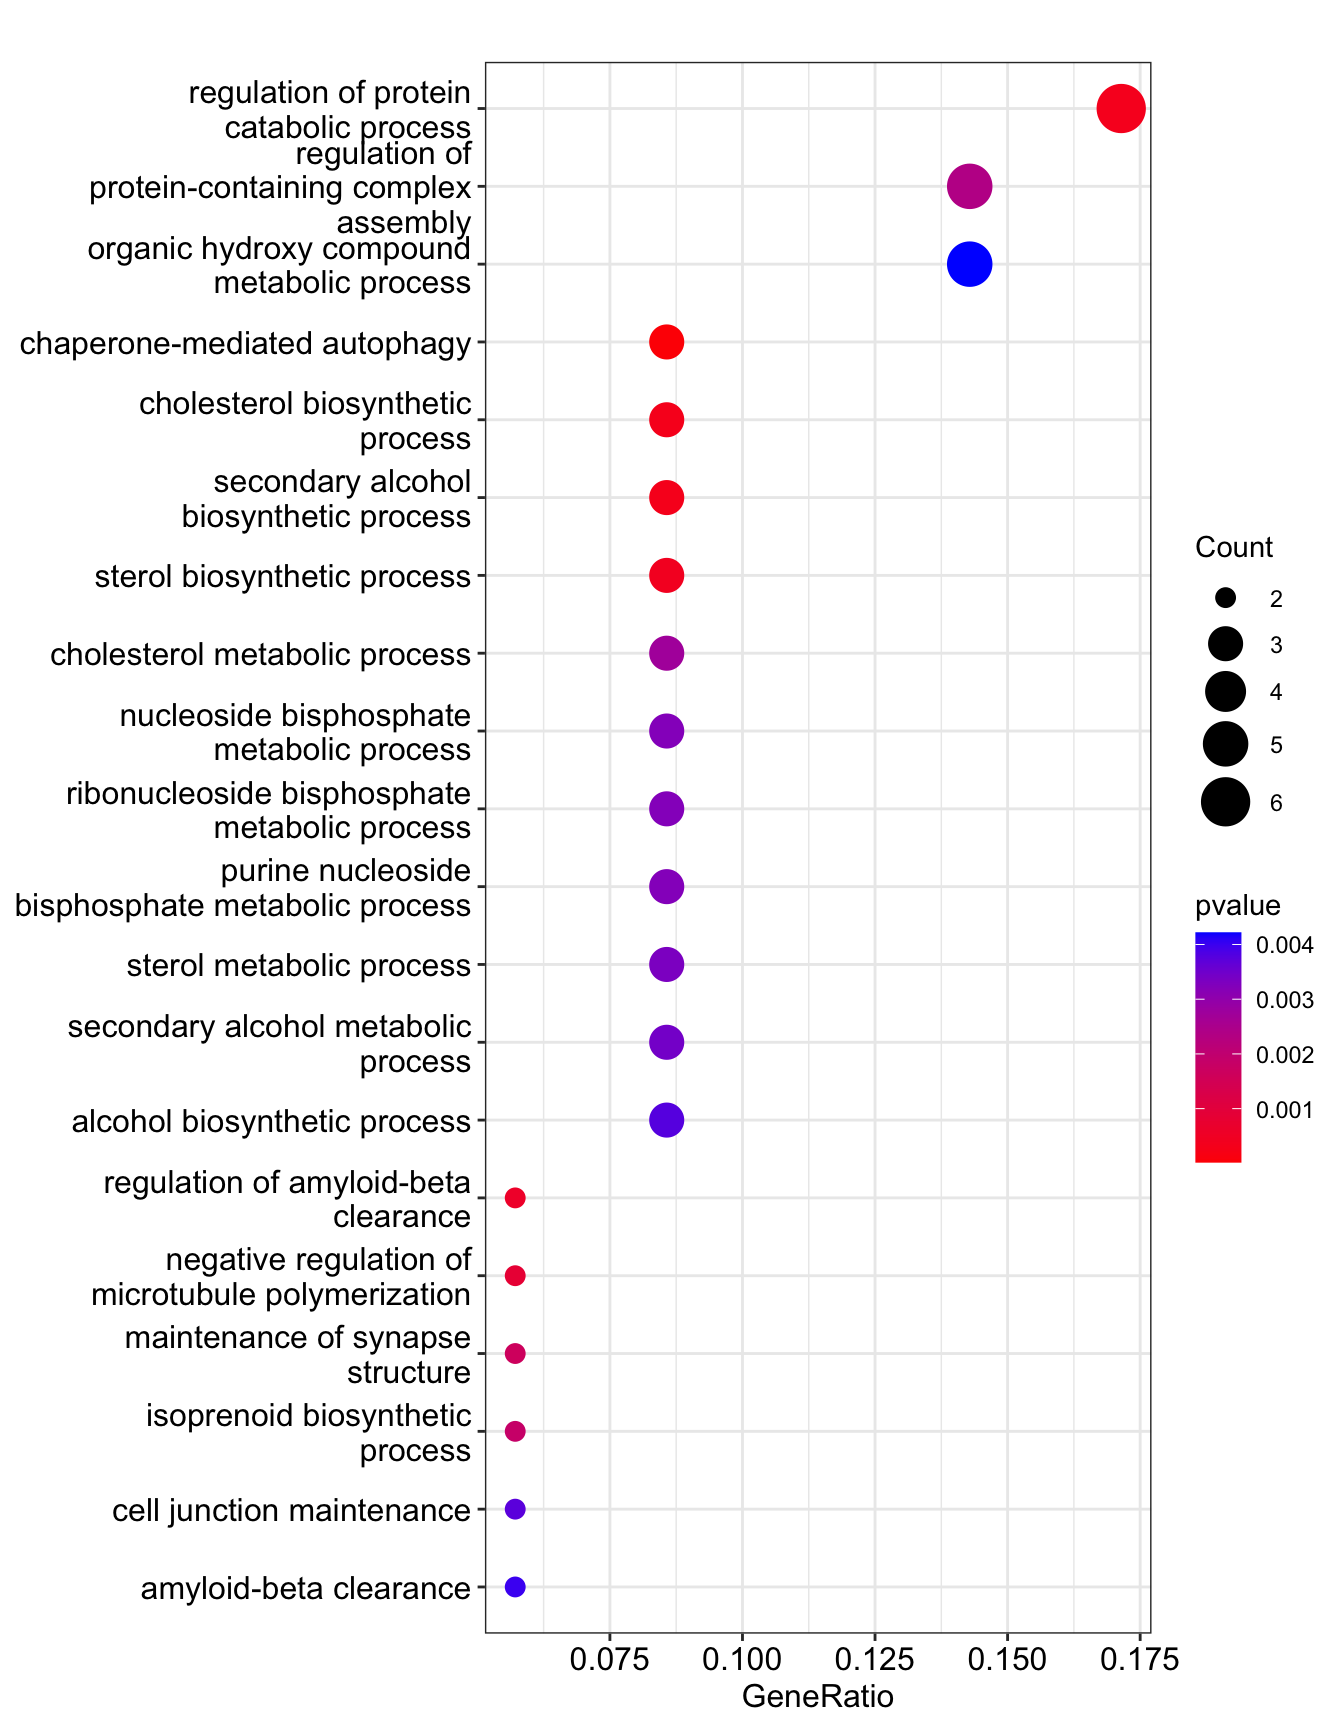 regulation of protein
catabolic process
regulation of
protein-containing complex
assembly
organic hydroxy compound
metabolic process
chaperone-mediated autophagy
cholesterol biosynthetic
process
secondary alcohol
biosynthetic process
sterol biosynthetic process
cholesterol metabolic process
nucleoside bisphosphate
metabolic process
ribonucleoside bisphosphate
metabolic process
purine nucleoside
bisphosphate metabolic process
sterol metabolic process
secondary alcohol metabolic
process
alcohol biosynthetic process
regulation of amyloid-beta
clearance
negative regulation of
microtubule polymerization
maintenance of synapse
structure
isoprenoid biosynthetic
process
cell junction maintenance
amyloid-beta clearance
0.075 0.100 0.125 0.150 0.175
GeneRatio
Count
2
3
4
5
6
pvalue
0.004
0.003
0.002
0.001